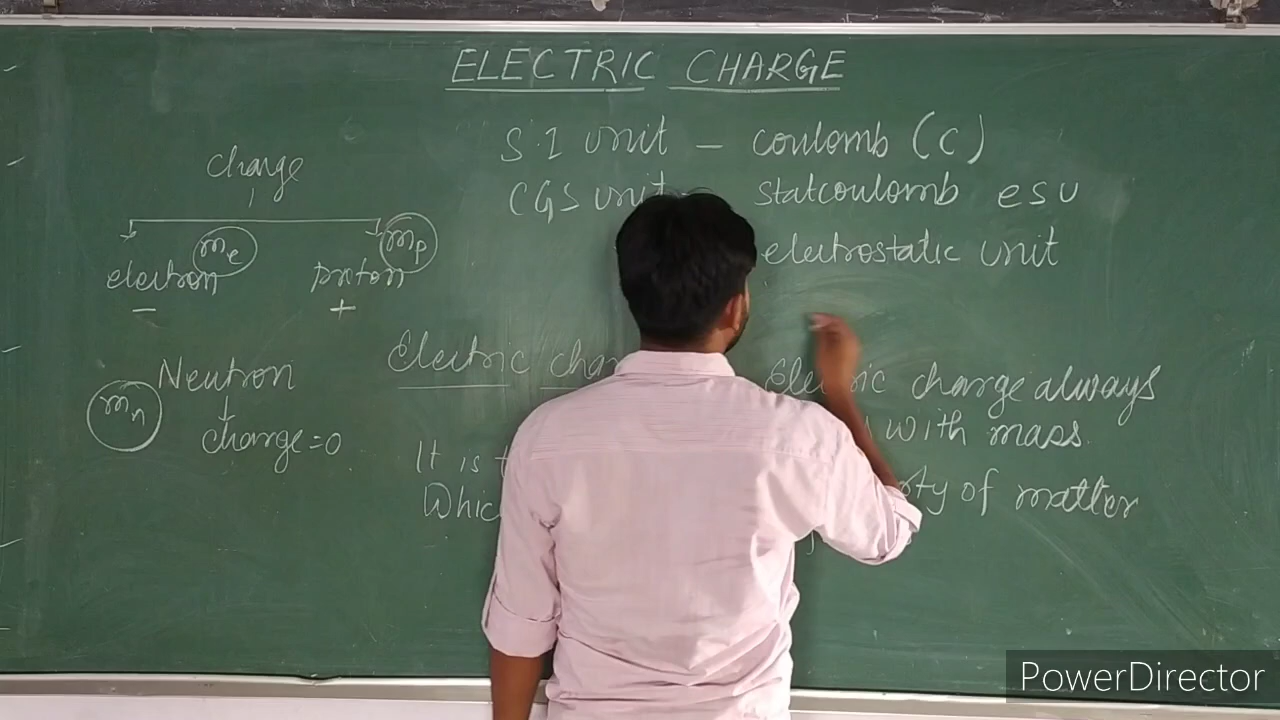 ELECTRIC CHARGE
S.I unit - coulomb (C)
CGS unit statcoulomb esu
electrostatic unit
charge
me
mp
electron
proton
-
+
Neutron
mn
charge=0
Electric
Electric charge always
with mass.
It is
of matter
PowerDirector